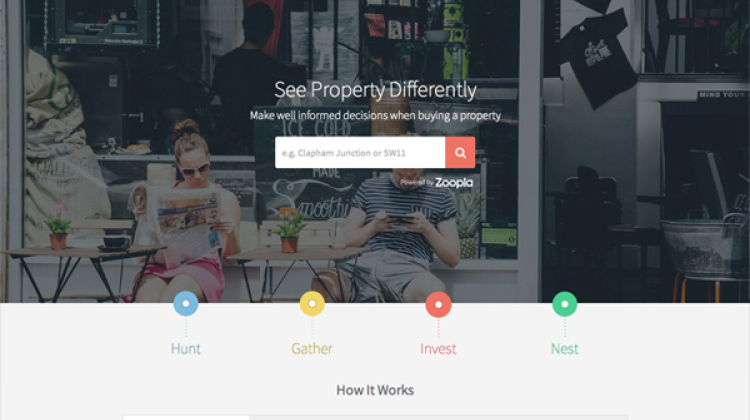 See Property Differently
Make well informed decisions when buying a property
ICE COLD
e.g. Clapham Junction or SW11
MADE
Powered by Zoopla
Smoothi
MIND YOUR
Hunt
Gather
Invest
Nest
How It Works